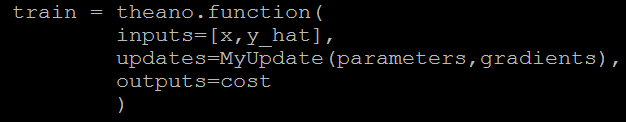 train = theano.function(
inputs=[x,y_hat],
updates=MyUpdate(parameters,gradients),
outputs=cost
)